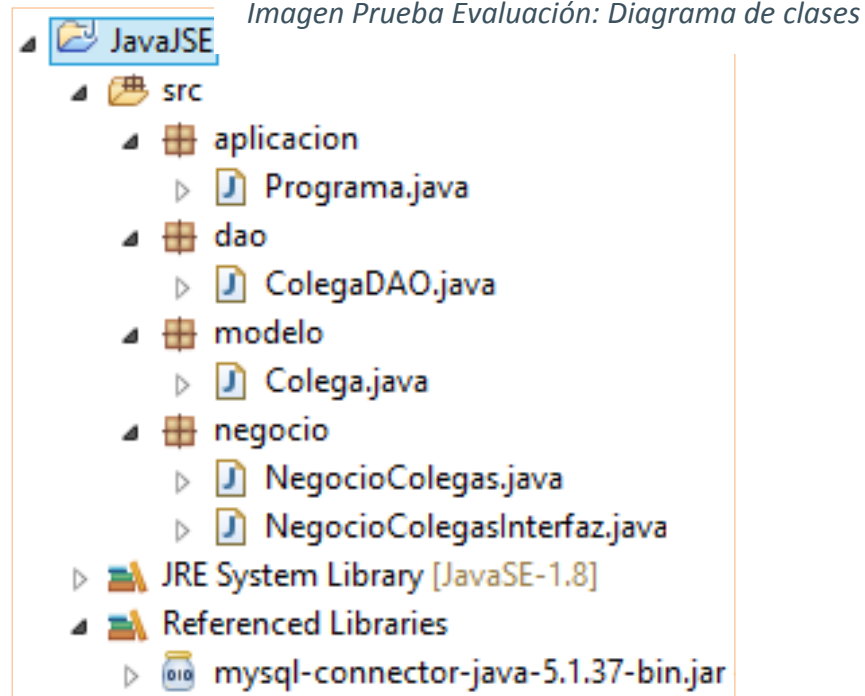 Imagen Prueba Evaluación: Diagrama de clases
JavaJSE
src
aplicacion
Programa.java
dao
ColegaDAO.java
modelo
Colega.java
negocio
NegocioColegas.java
NegocioColegasInterfaz.java
JRE System Library [JavaSE-1.8]
Referenced Libraries
mysql-connector-java-5.1.37-bin.jar